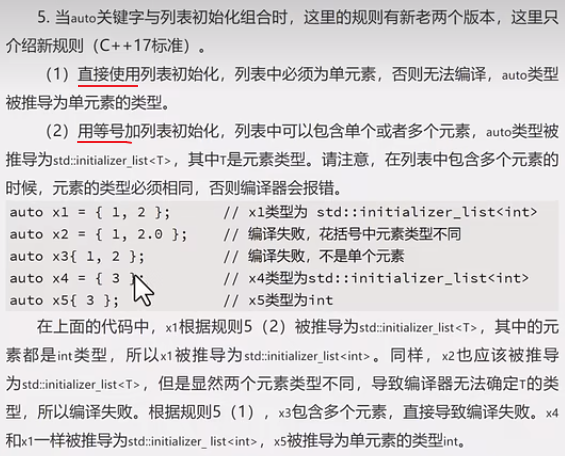 5. 当auto关键字与列表初始化组合时，这里的规则有新老两个版本，这里只
介绍新规则（C++17标准）。
（1）直接使用列表初始化，列表中必须为单元素，否则无法编译，auto类型
被推导为单元素的类型。
（2）用等号加列表初始化，列表中可以包含单个或者多个元素，auto类型被
推导为std::initializer_list<T>，其中T是元素类型。请注意，在列表中包含多个元素的
时候，元素的类型必须相同，否则编译器会报错。
auto x1 = { 1, 2 };      // x1类型为 std::initializer_list<int>
auto x2 = { 1, 2.0 };    // 编译失败，花括号中元素类型不同
auto x3{ 1, 2 };         // 编译失败，不是单个元素
auto x4 = { 3 };         // x4类型为std::initializer_list<int>
auto x5{ 3 };            // x5类型为int
在上面的代码中，x1根据规则5（2）被推导为std::initializer_list<T>，其中的元
素都是int类型，所以x1被推导为std::initializer_list<int>。同样，x2也应该被推导
为std::initializer_list<T>，但是显然两个元素类型不同，导致编译器无法确定T的类
型，所以编译失败。根据规则5（1），x3包含多个元素，直接导致编译失败。x4
和x1一样被推导为std::initializer_ list<int>，x5被推导为单元素的类型int。